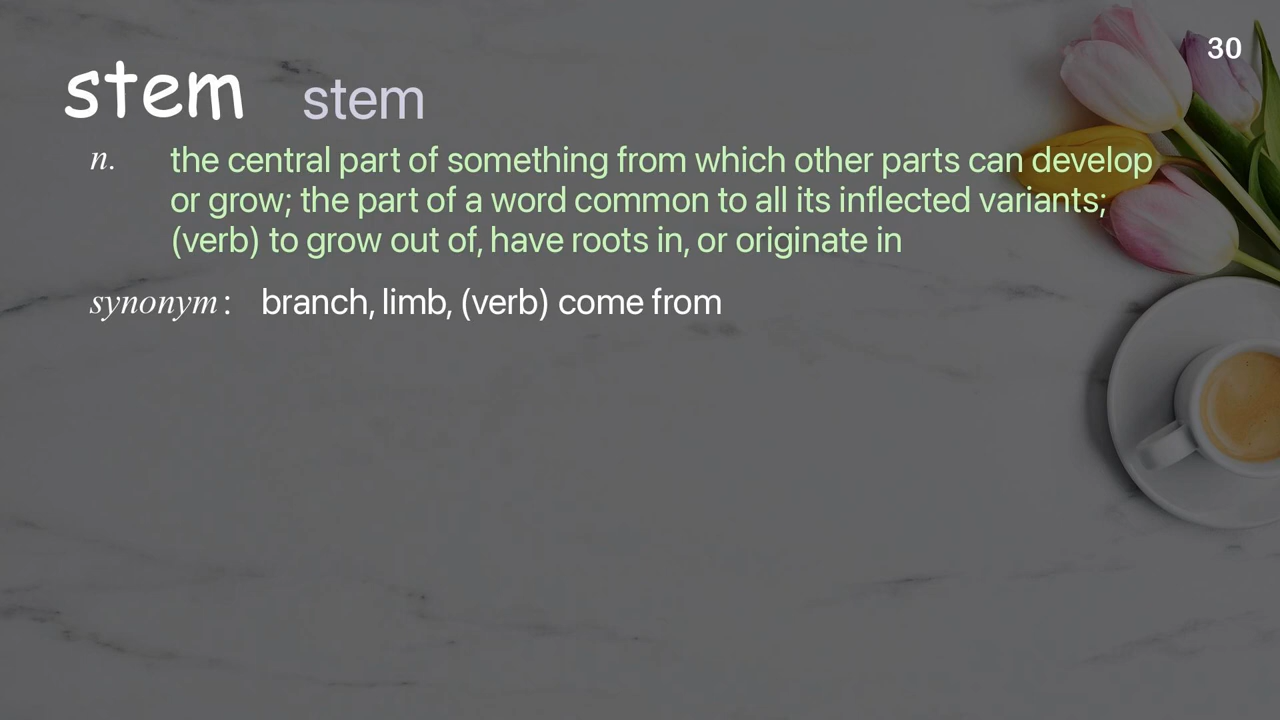 30
stem stem
n. the central part of something from which other parts can develop
or grow; the part of a word common to all its inflected variants;
(verb) to grow out of, have roots in, or originate in
synonym: branch, limb, (verb) come from